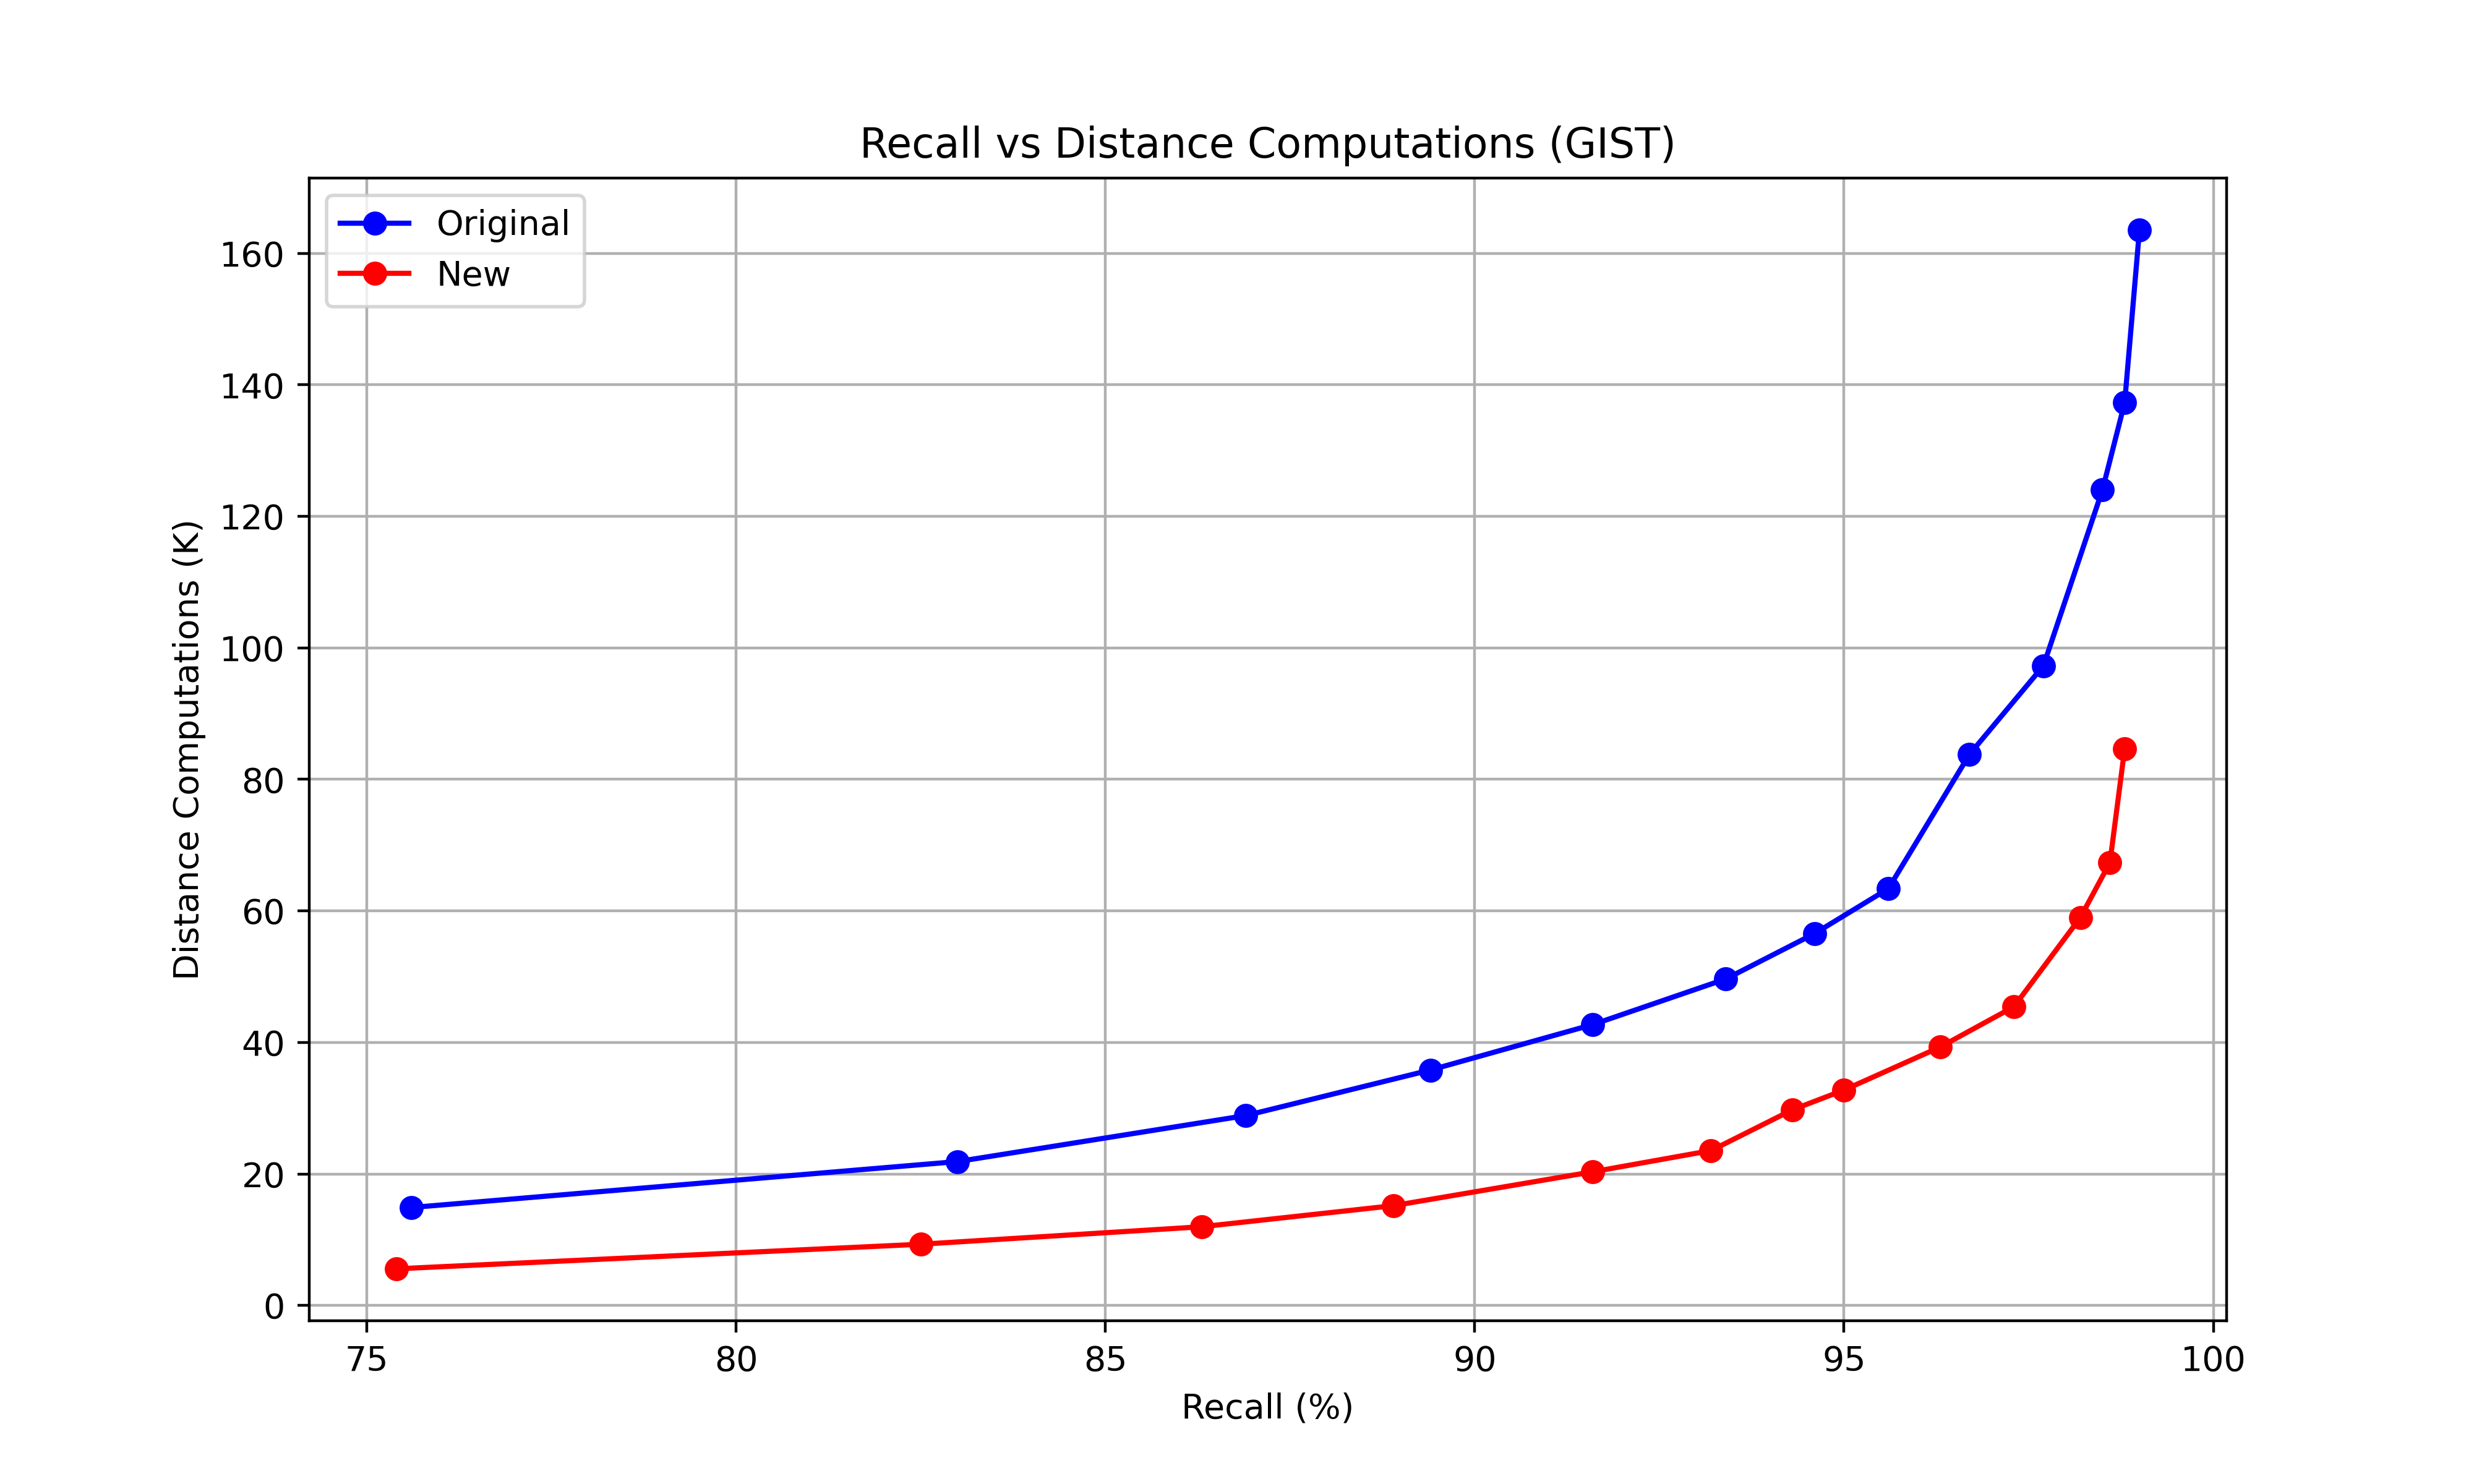 Recall vs Distance Computations (GIST)
Original
New
Distance Computations (K)
160
140
120
100
80
60
40
20
0
75 80 85 90 95 100
Recall (%)